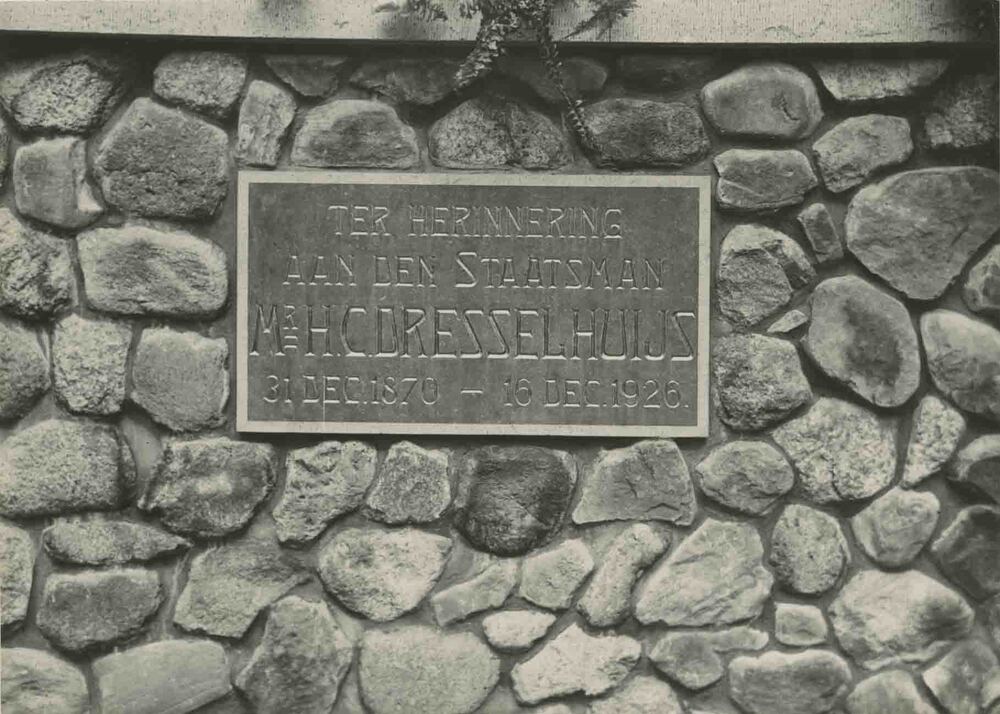 TER HERINNERING
AAN DEN STAATSMAN
MR H.C. DRESSELHUIJS
31 DEC. 1870 — 16 DEC. 1926.